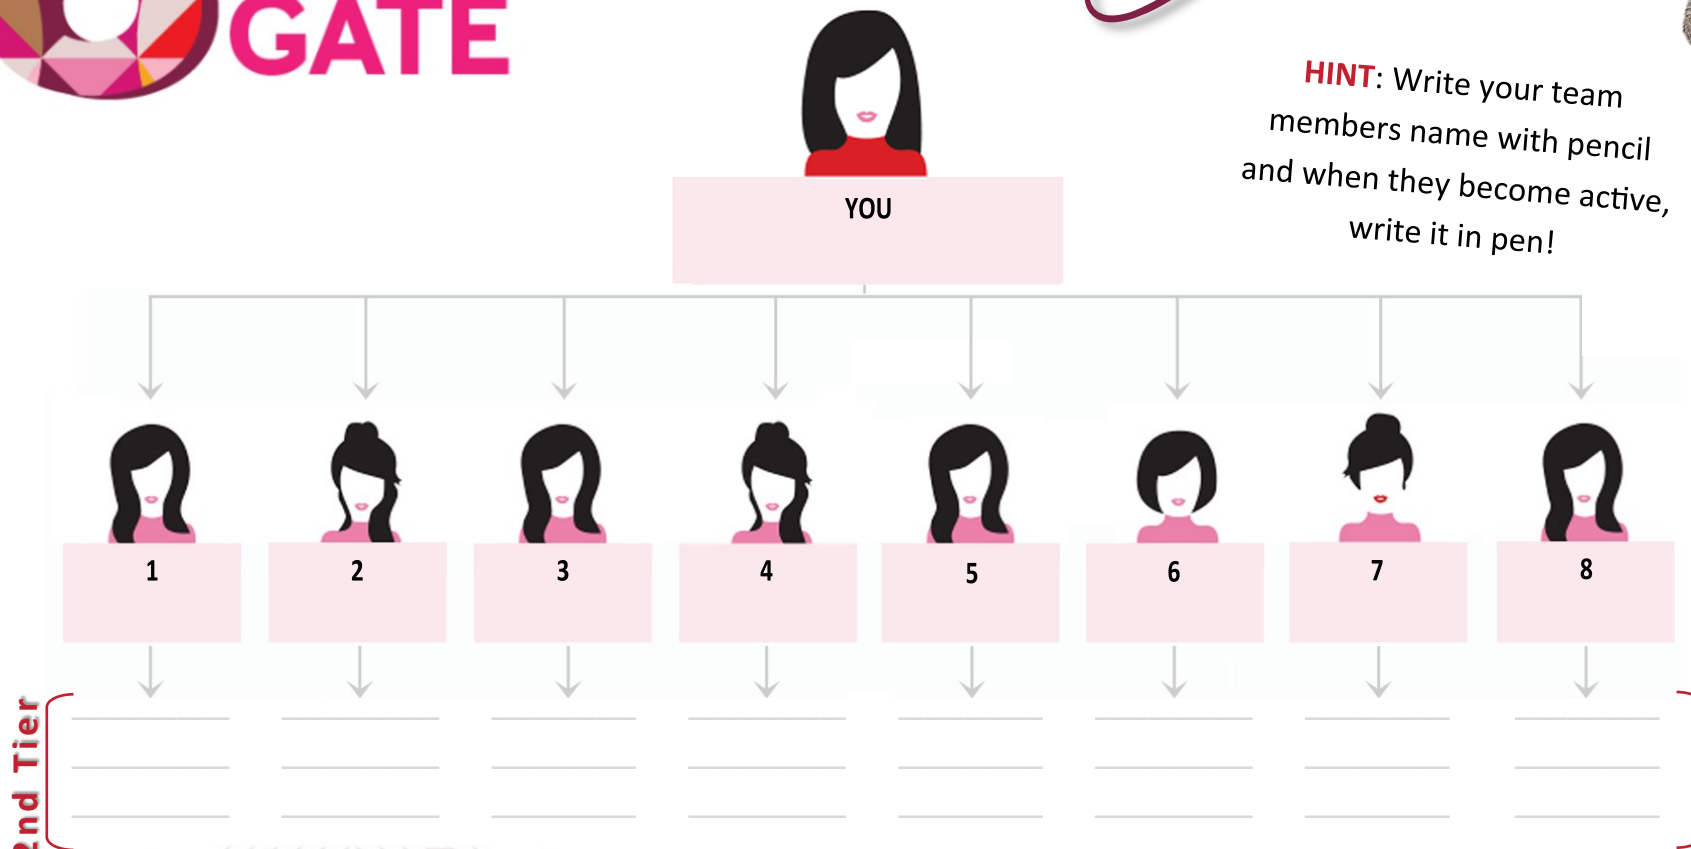 GATE
HINT: Write your team
members name with pencil
and when they become active,
write it in pen!
YOU
1
2
3
4
5
6
7
8
2nd Tier